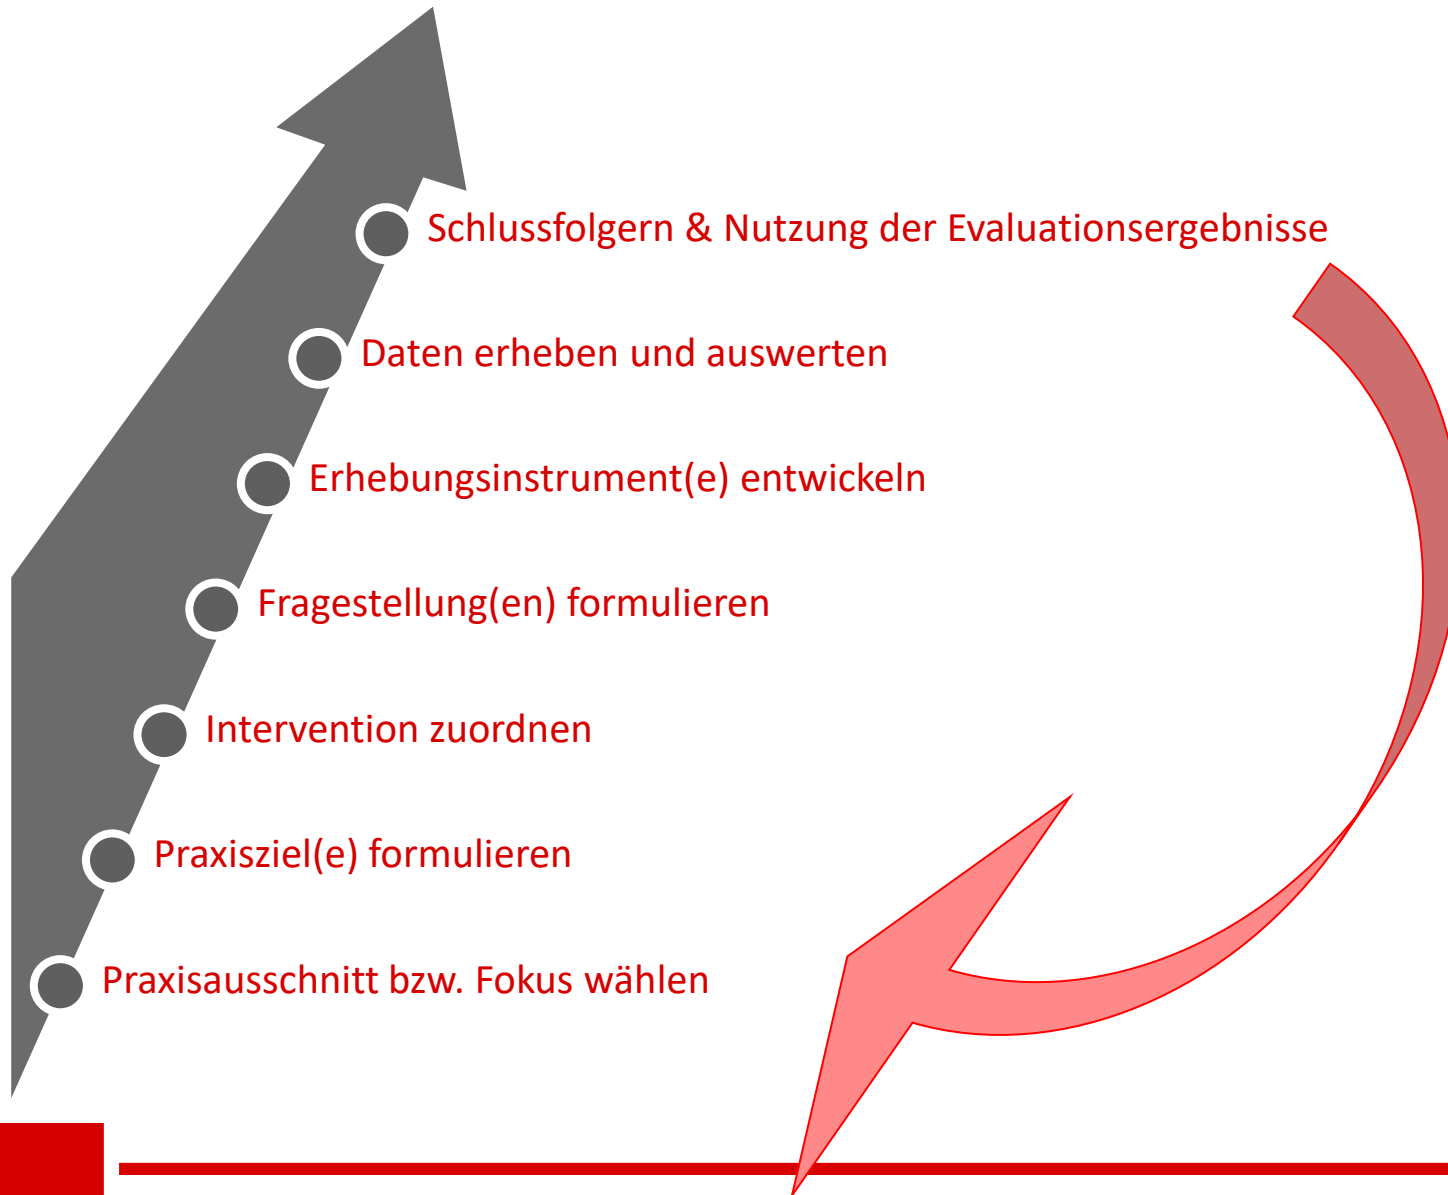 Schlussfolgern & Nutzung der Evaluationsergebnisse
Daten erheben und auswerten
Erhebungsinstrument(e) entwickeln
Fragestellung(en) formulieren
Intervention zuordnen
Praxisziel(e) formulieren
Praxisausschnitt bzw. Fokus wählen